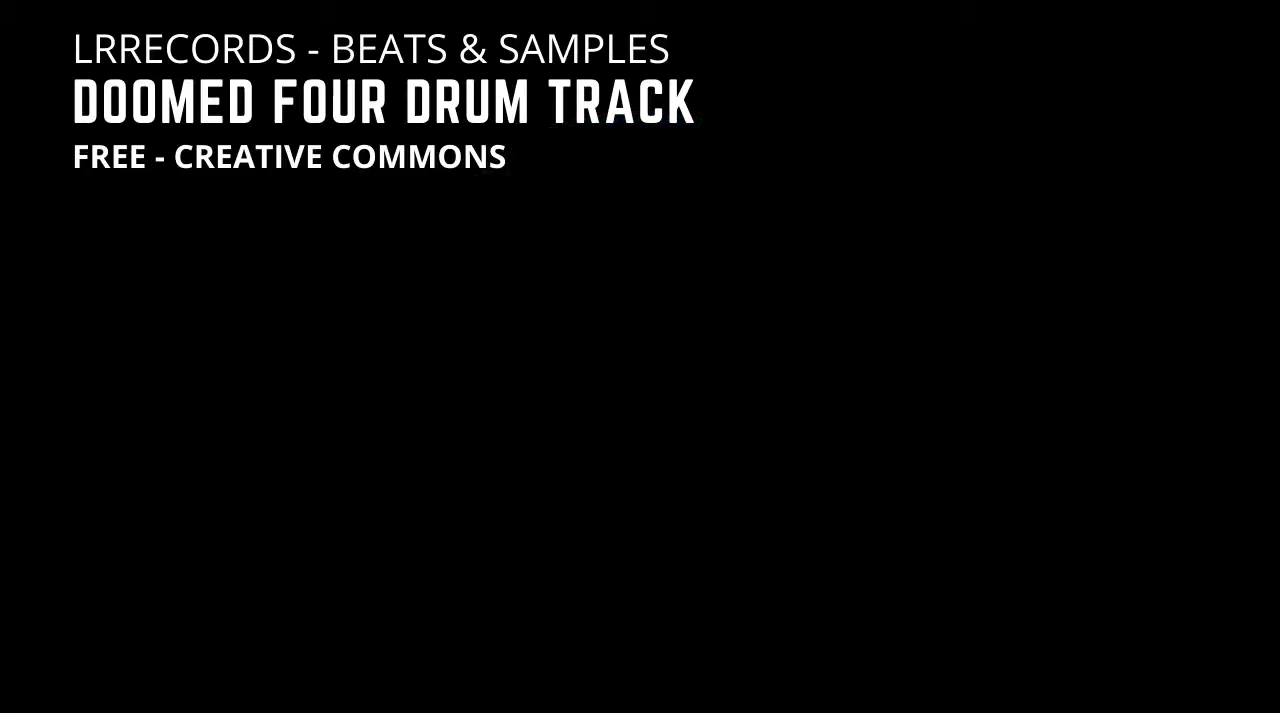 LRRECORDS - BEATS & SAMPLES
DOOMED FOUR DRUM TRACK
FREE - CREATIVE COMMONS